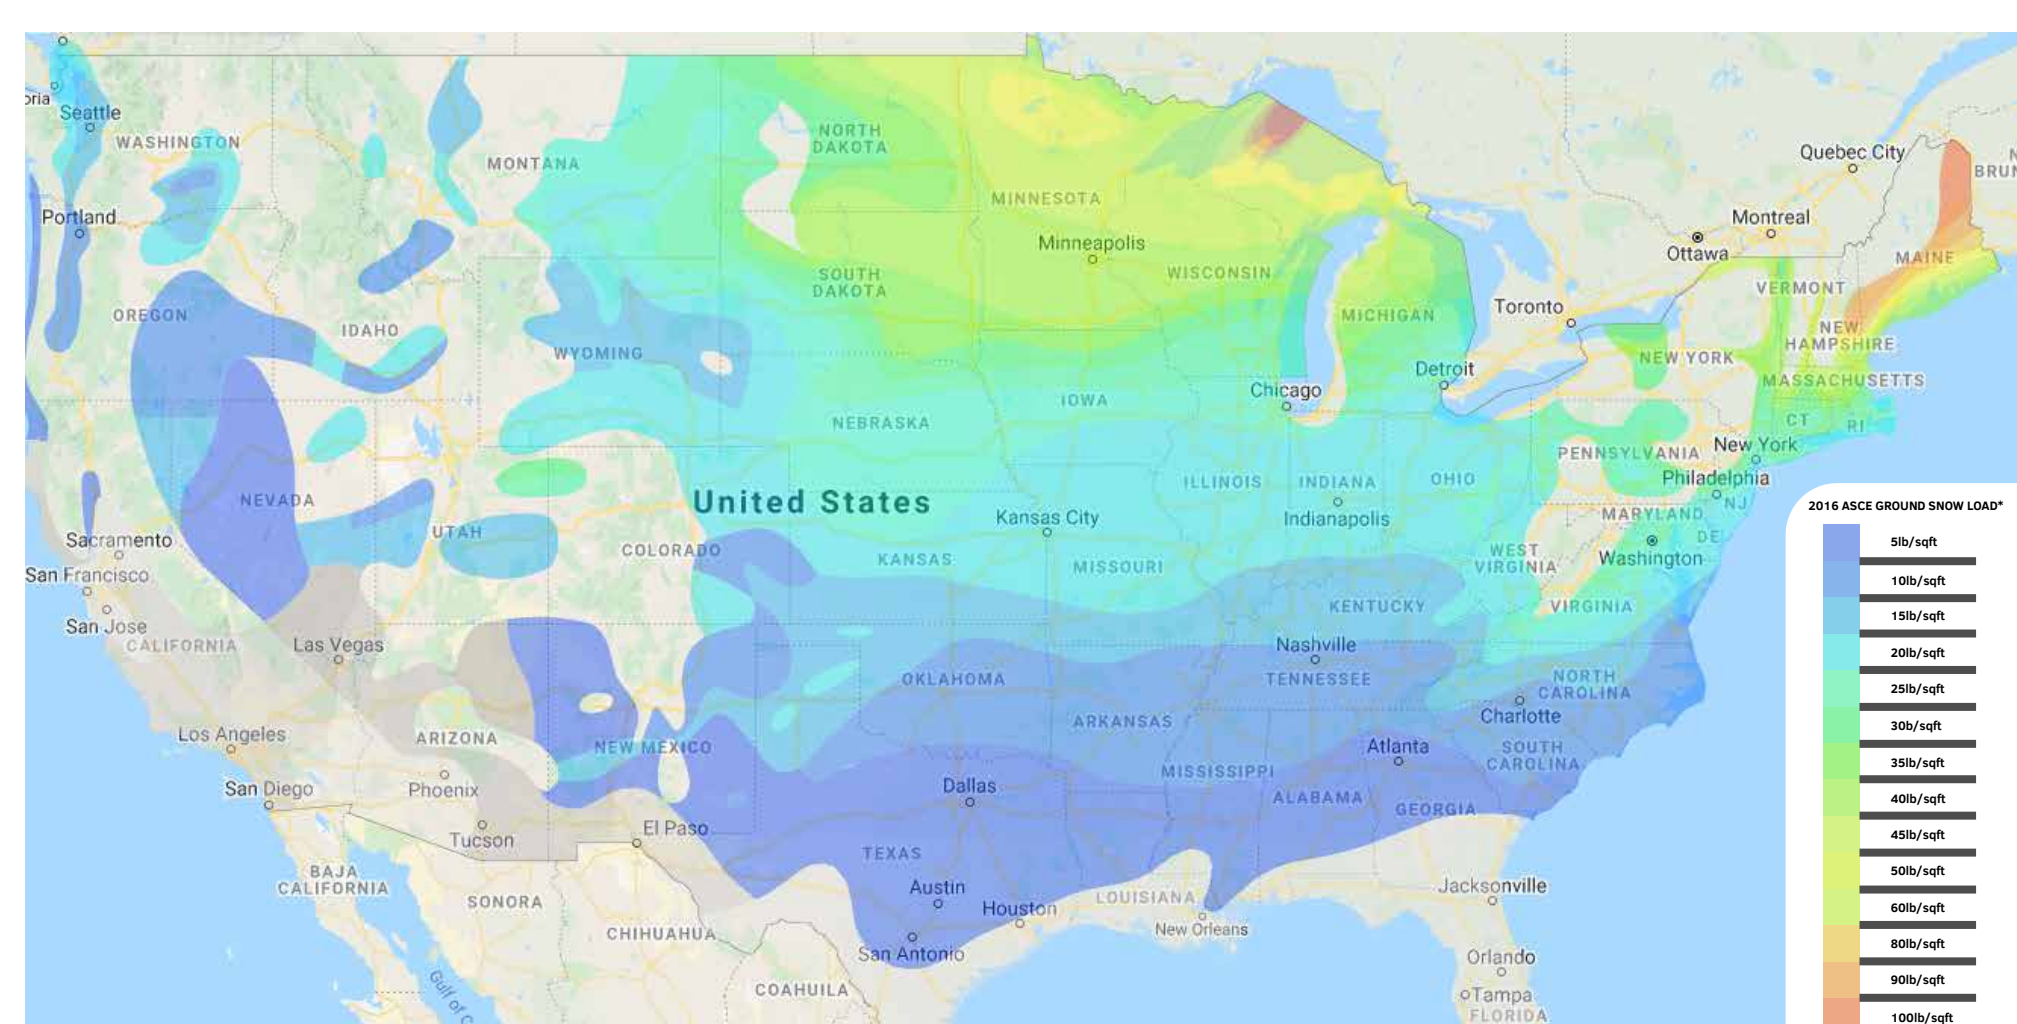 Seattle
WASHINGTON
MONTANA
NORTH
DAKOTA
MINNESOTA
Minneapolis
Quebec City
Montreal
Ottawa
MAINE
Portland
OREGON
IDAHO
WYOMING
SOUTH
DAKOTA
WISCONSIN
MICHIGAN
Toronto
VERMONT
NEW
HAMPSHIRE
NEW YORK
MASSACHUSETTS
CT
RI
Detroit
Chicago
IOWA
NEBRASKA
PENNSYLVANIA
New York
Philadelphia
NJ
MARYLAND
DE
Washington
NEVADA
UTAH
COLORADO
United States
Kansas City
KANSAS
MISSOURI
ILLINOIS
INDIANA
Indianapolis
OHIO
WEST
VIRGINIA
VIRGINIA
KENTUCKY
Sacramento
San Francisco
San Jose
CALIFORNIA
Las Vegas
Los Angeles
San Diego
ARIZONA
Phoenix
Tucson
NEW MEXICO
El Paso
OKLAHOMA
ARKANSAS
Nashville
TENNESSEE
NORTH
CAROLINA
Charlotte
SOUTH
CAROLINA
Atlanta
MISSISSIPPI
ALABAMA
GEORGIA
Dallas
TEXAS
Austin
Houston
San Antonio
LOUISIANA
New Orleans
Jacksonville
Orlando
Tampa
FLORIDA
BAJA
CALIFORNIA
SONORA
CHIHUAHUA
COAHUILA
Gulf of
2016 ASCE GROUND SNOW LOAD*
5lb/sqft
10lb/sqft
15lb/sqft
20lb/sqft
25lb/sqft
30b/sqft
35lb/sqft
40lb/sqft
45lb/sqft
50lb/sqft
60lb/sqft
80lb/sqft
90lb/sqft
100lb/sqft